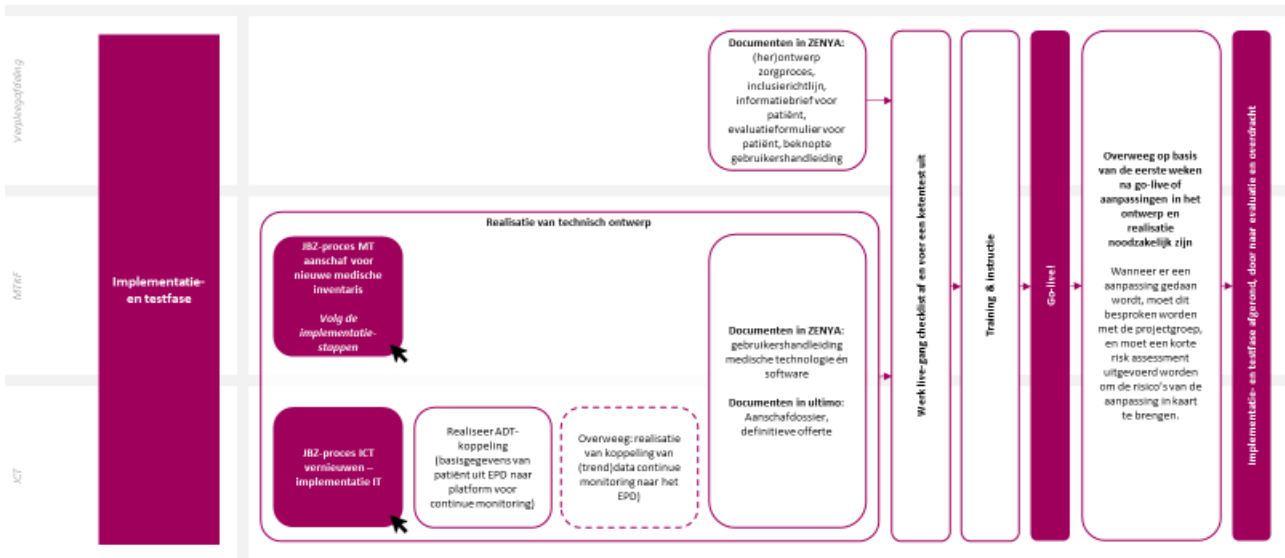 Verpleegafdeling
MTKF
ICT
Implementatie-
en testfase
Documenten in ZENYA:
(her)ontwerp
zorgproces,
inclusierichtlijn,
informatiebrief voor
patiënt,
evaluatieformulier voor
patiënt, beknopte
gebruikershandleiding
Realisatie van technisch ontwerp
JBZ-proces MT
aanschaf voor
nieuwe medische
inventaris
Volg de
implementatie-
stappen
JBZ-proces ICT
vernieuwen –
implementatie IT
Realiseer ADT-
koppeling
(basisgegevens van
patiënt uit EPD naar
platform voor
continue monitoring)
Overweeg: realisatie
van koppeling van
(trend)data continue
monitoring naar het
EPD)
Documenten in ZENYA:
gebruikershandleiding
medische technologie én
software
Documenten in ultimo:
Aanschafdossier,
definitieve offerte
Werk live-gang checklist af en voer een ketentest uit
Training & instructie
Go-live!
Overweeg op basis
van de eerste weken
na go-live of
aanpassingen in het
ontwerp en
realisatie
noodzakelijk zijn
Wanneer er een
aanpassing gedaan
wordt, moet dit
besproken worden
met de projectgroep,
en moet een korte
risk assessment
uitgevoerd worden
om de risico's van de
aanpassing in kaart
te brengen.
Implementatie- en testfase afgerond, door naar evaluatie en overdracht